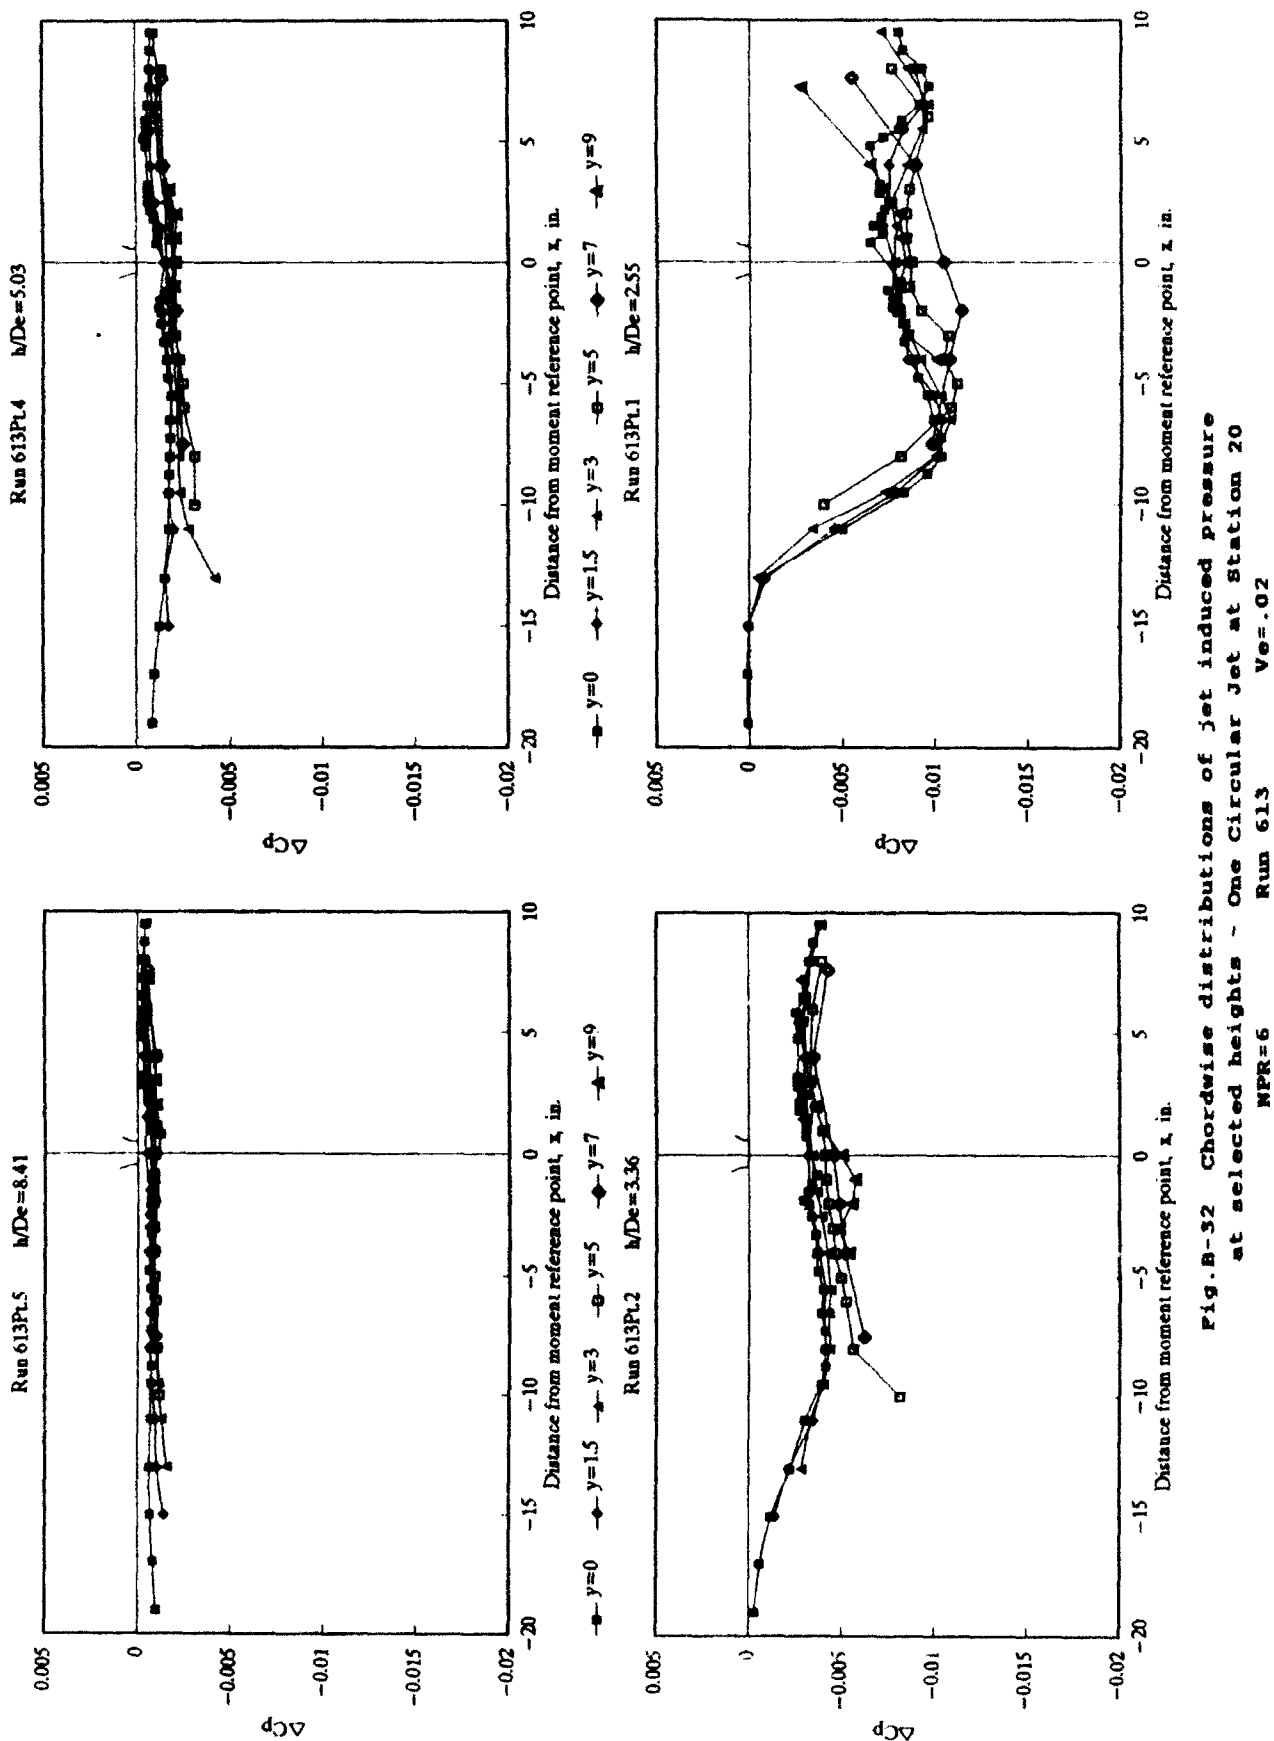 Run 613Pt.5 h/De=8.41
0.005
0
-0.005
-0.01
-0.015
-0.02
ΔCp
-20 -15 -10 -5 0 5 10
Distance from moment reference point, x, in.
y=0 y=1.5 y=3 y=5 y=7 y=9
Run 613Pt.4 h/De=5.03
0.005
0
-0.005
-0.01
-0.015
-0.02
ΔCp
-20 -15 -10 -5 0 5 10
Distance from moment reference point, x, in.
y=0 y=1.5 y=3 y=5 y=7 y=9
Run 613Pt.2 h/De=3.36
0.005
0
-0.005
-0.01
-0.015
-0.02
ΔCp
-20 -15 -10 -5 0 5 10
Distance from moment reference point, x, in.
Run 613Pt.1 h/De=2.55
0.005
0
-0.005
-0.01
-0.015
-0.02
ΔCp
-20 -15 -10 -5 0 5 10
Distance from moment reference point, x, in.
Fig.B-32 Chordwise distributions of jet induced pressure
at selected heights - One Circular Jet at Station 20
NPR=6 Run 613 Ve=.02